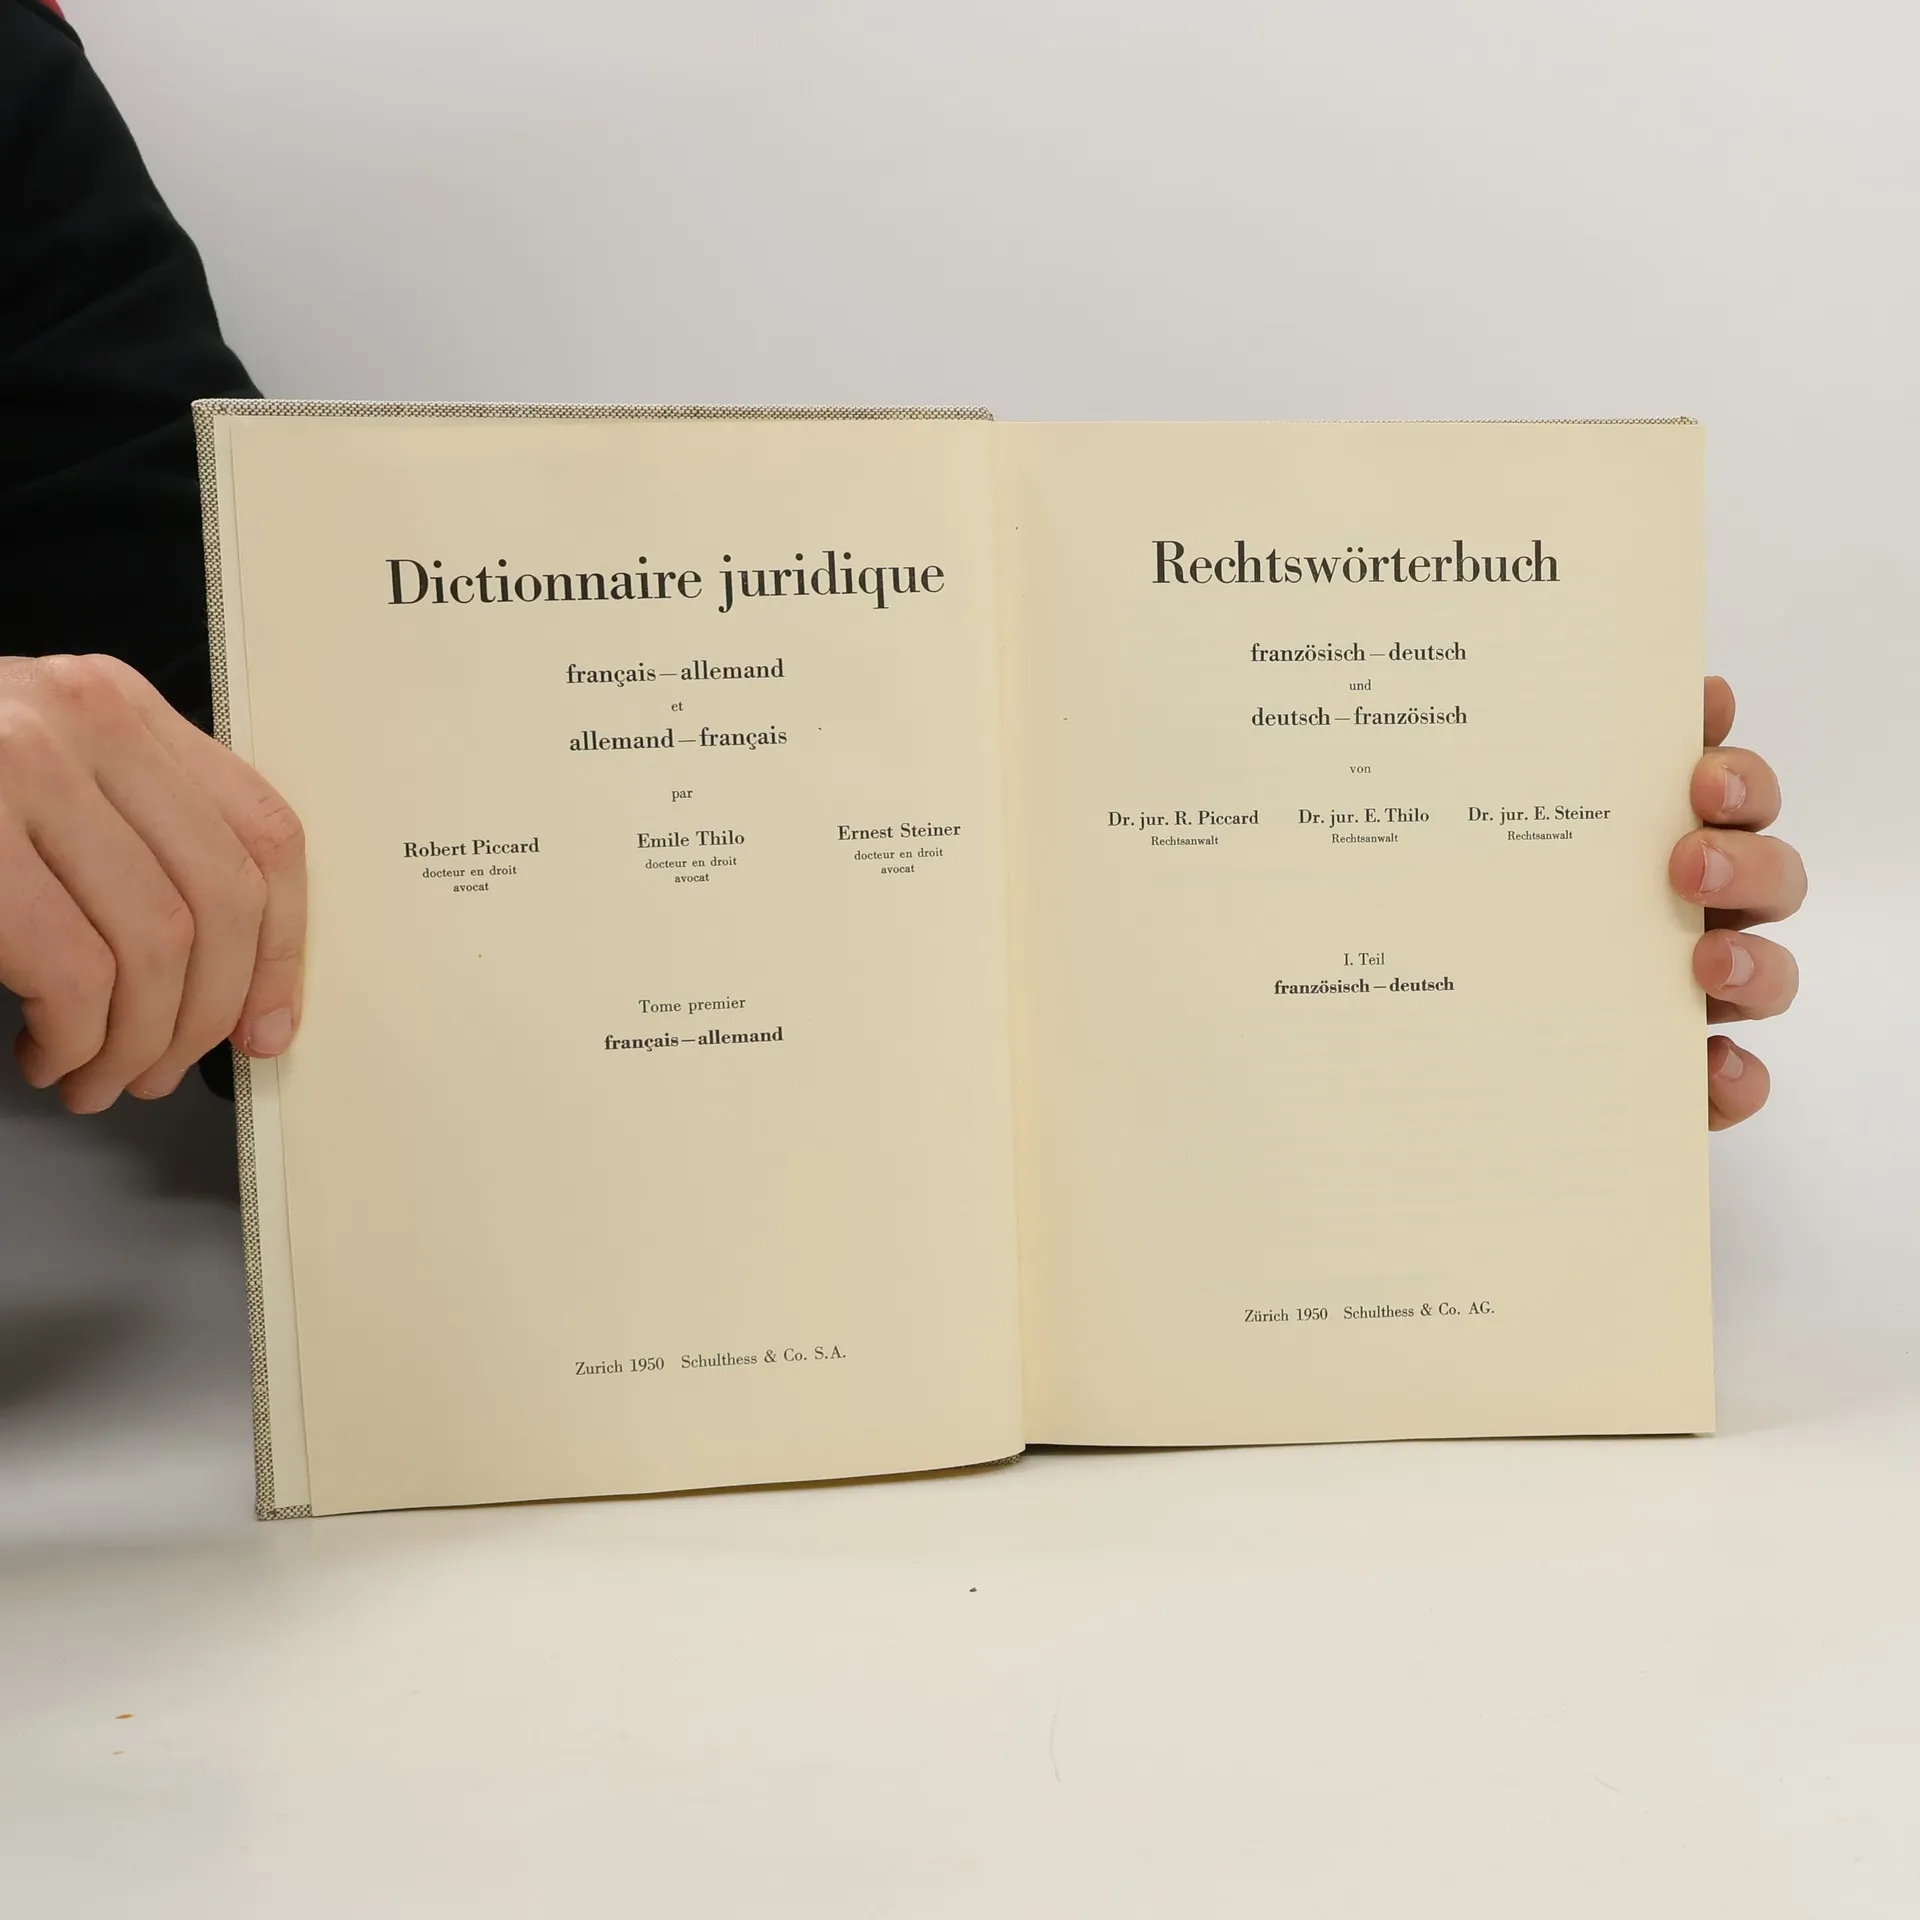 Dictionnaire juridique
français—allemand
et
allemand—français
par
Robert Piccard
docteur en droit
avocat
Emile Thilo
docteur en droit
avocat
Ernest Steiner
docteur en droit
avocat
Tome premier
français—allemand
Zurich 1950 Schulthess & Co. S.A.
Rechtswörterbuch
französisch—deutsch
und
deutsch—französisch
von
Dr. jur. R. Piccard
Rechtsanwalt
Dr. jur. E. Thilo
Rechtsanwalt
Dr. jur. E. Steiner
Rechtsanwalt
I. Teil
französisch—deutsch
Zürich 1950 Schulthess & Co. AG.